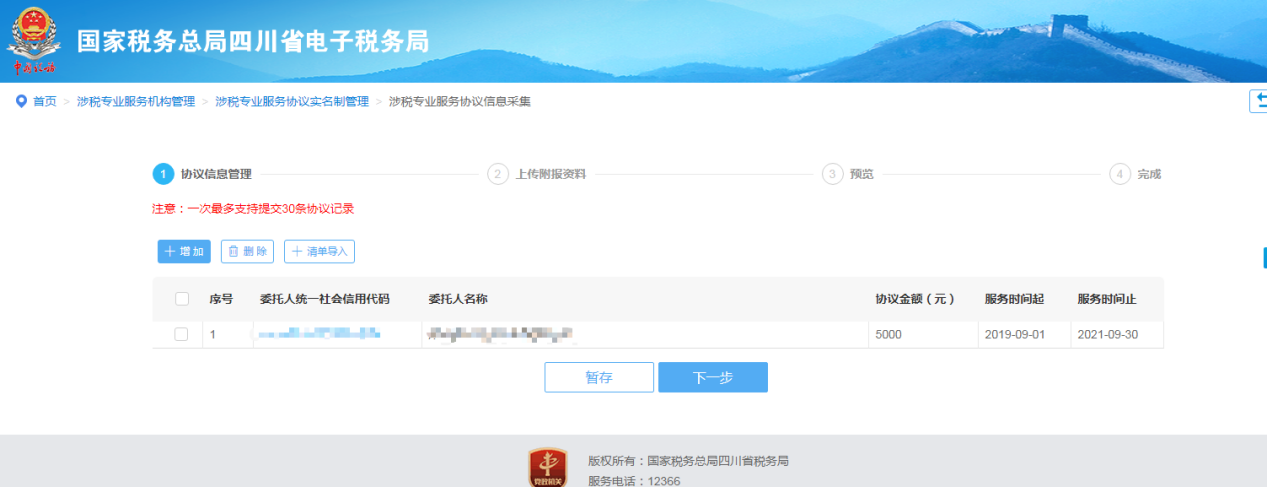 国家税务总局四川省电子税务局
中国税务
首页 > 涉税专业服务机构管理 > 涉税专业服务协议实名制管理 > 涉税专业服务协议信息采集
1 协议信息管理 2 上传附报资料 3 预览 4 完成
注意：一次最多支持提交30条协议记录
增加 删除 清单导入
序号 委托人统一社会信用代码 委托人名称 协议金额（元） 服务时间起 服务时间止
1 5000 2019-09-01 2021-09-30
暂存 下一步
党政机关
版权所有：国家税务总局四川省税务局
服务电话：12366